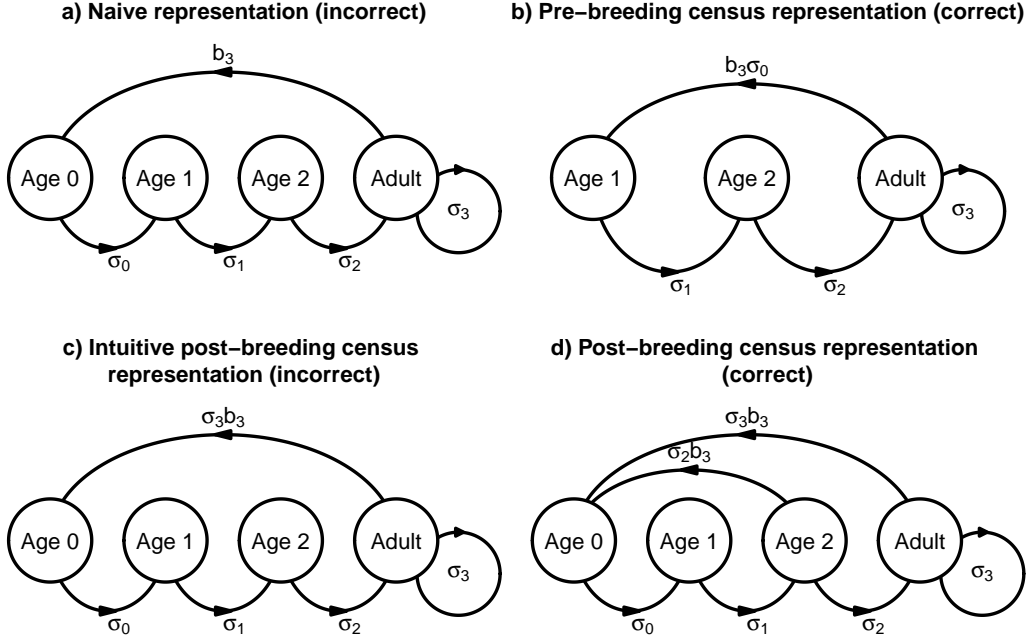 a) Naive representation (incorrect)
b3
Age 0
Age 1
Age 2
Adult
σ3
σ0
σ1
σ2
b) Pre−breeding census representation (correct)
b3σ0
Age 1
Age 2
Adult
σ3
σ1
σ2
c) Intuitive post−breeding census
representation (incorrect)
σ3b3
Age 0
Age 1
Age 2
Adult
σ3
σ0
σ1
σ2
d) Post−breeding census representation
(correct)
σ3b3
σ2b3
Age 0
Age 1
Age 2
Adult
σ3
σ0
σ1
σ2